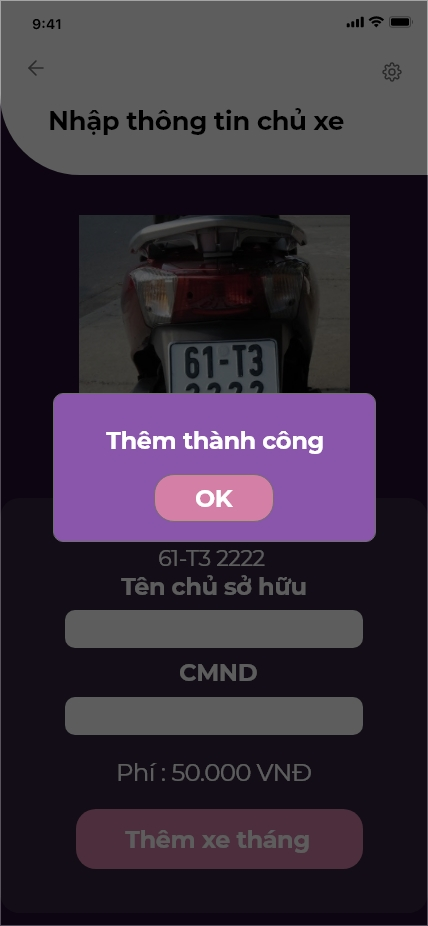 9:41
Nhập thông tin chủ xe
61-T3
Thêm thành công
OK
61-T3 2222
Tên chủ sở hữu
CMND
Phí : 50.000 VNĐ
Thêm xe tháng